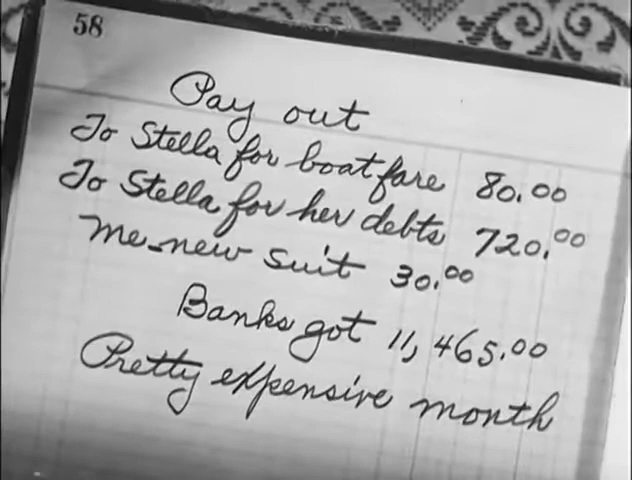 58
Pay out
To Stella for boat fare 80.00
To Stella for her debts 720.00
Me-new suit 30.00
Banks got 11,465.00
Pretty expensive month